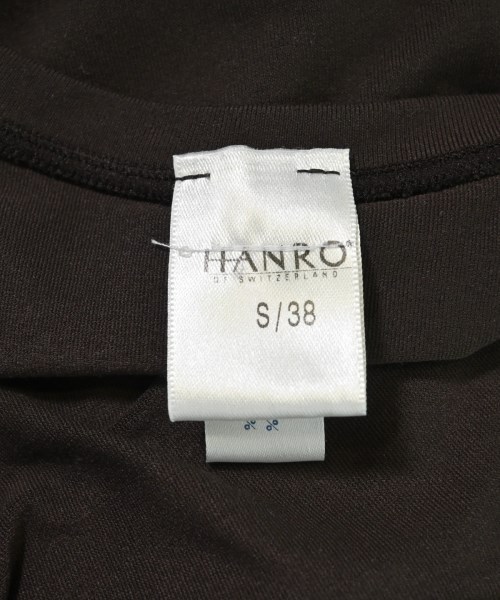 HANRO®
OF SWITZERLAND
S/38
% %